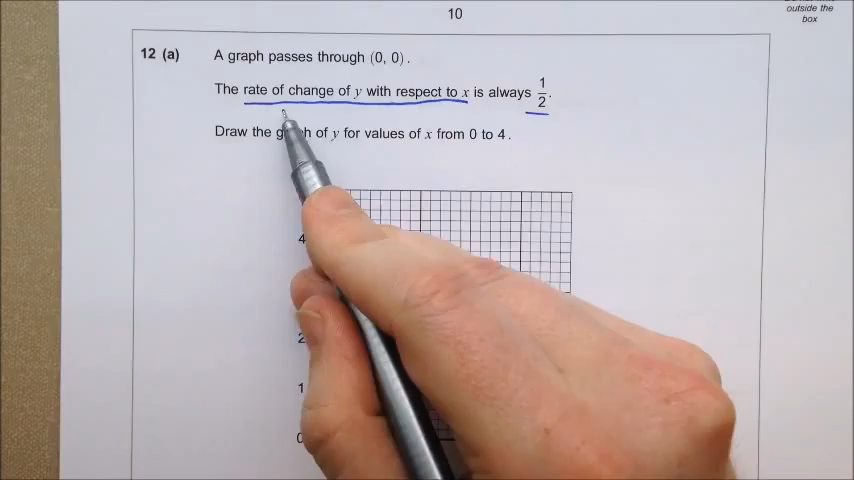 10
outside the
box
12 (a) A graph passes through (0, 0).
The rate of change of y with respect to x is always 1/2.
Draw the graph of y for values of x from 0 to 4.
4
2
1
0